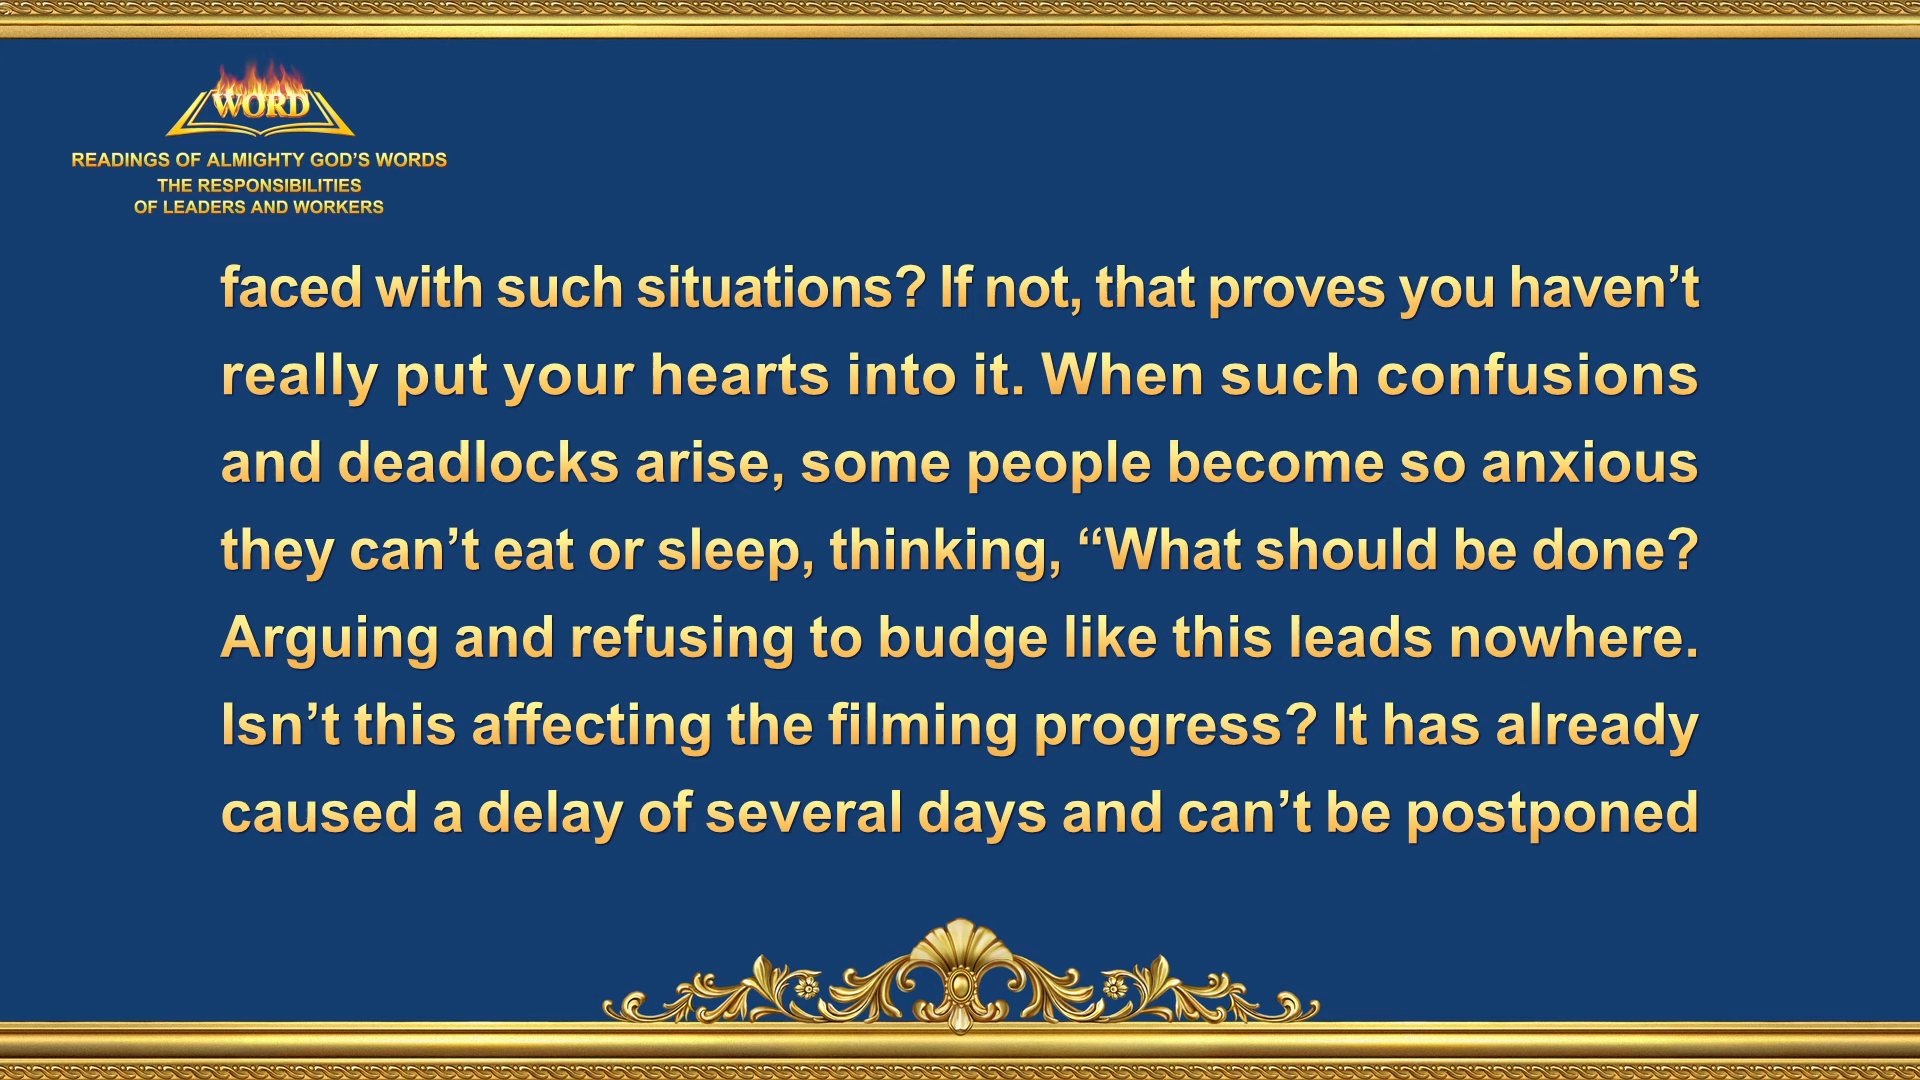 WORD
READINGS OF ALMIGHTY GOD’S WORDS
THE RESPONSIBILITIES
OF LEADERS AND WORKERS
faced with such situations? If not, that proves you haven’t
really put your hearts into it. When such confusions
and deadlocks arise, some people become so anxious
they can’t eat or sleep, thinking, “What should be done?
Arguing and refusing to budge like this leads nowhere.
Isn’t this affecting the filming progress? It has already
caused a delay of several days and can’t be postponed